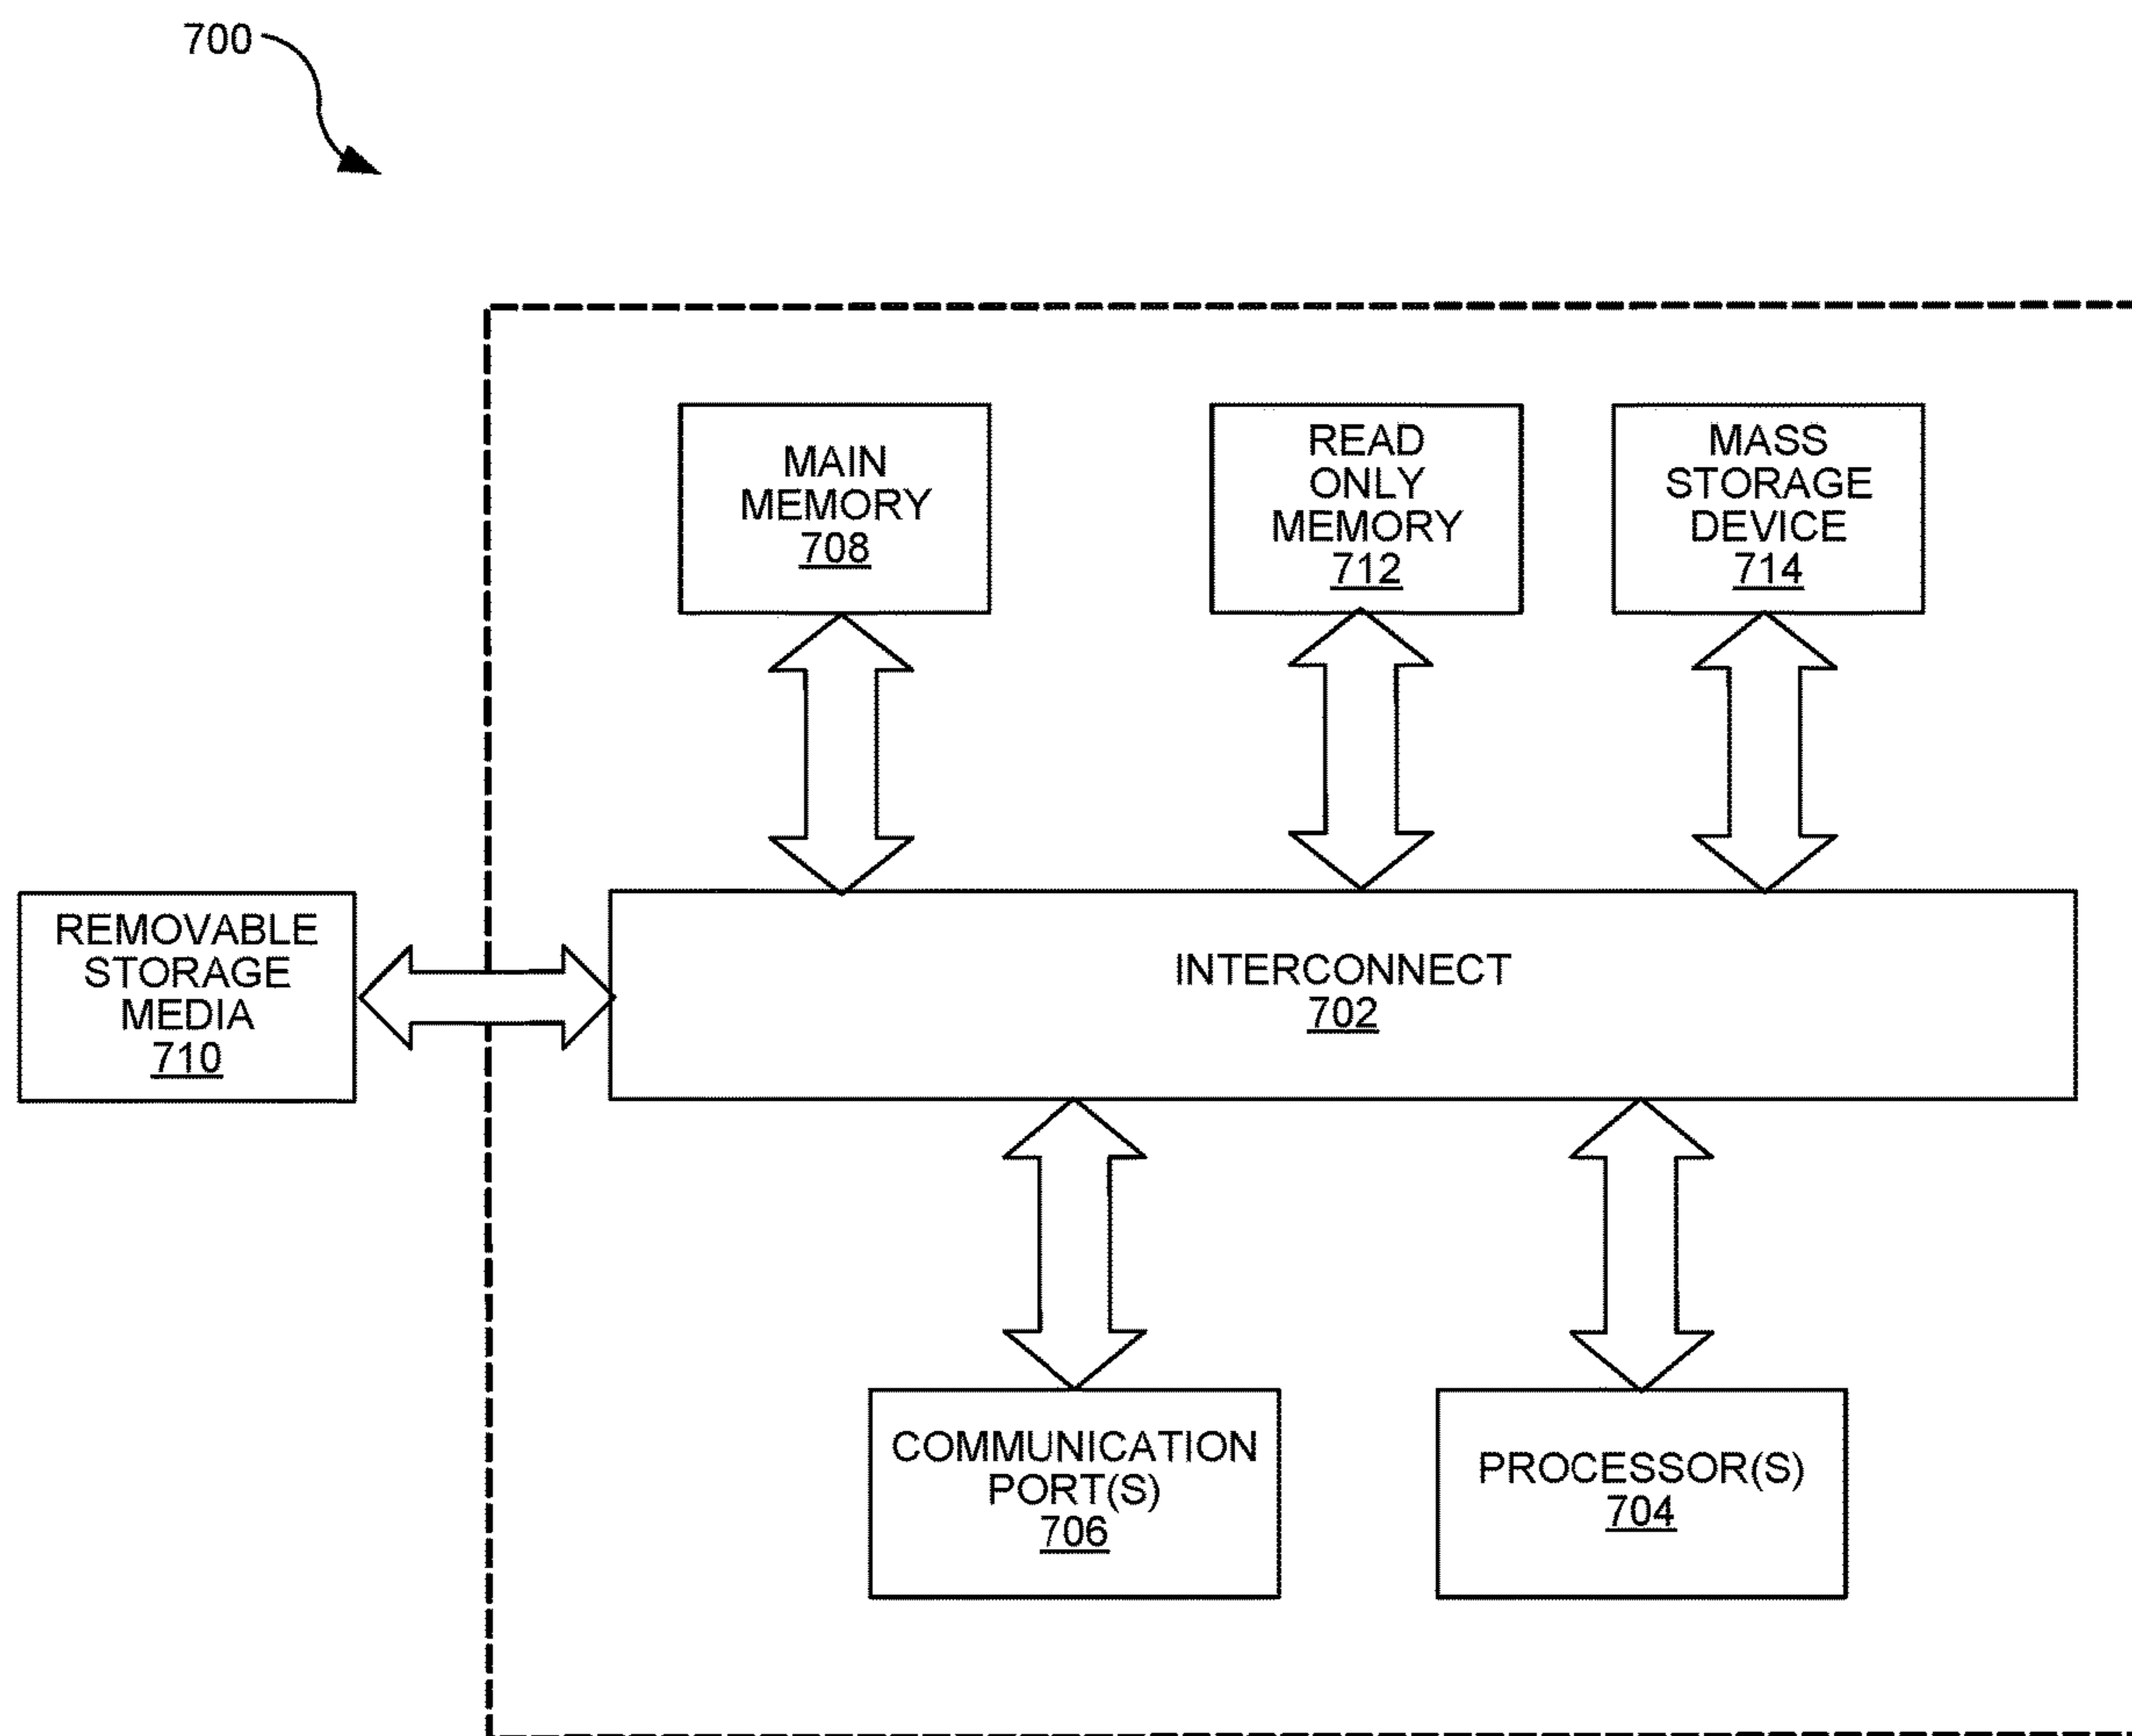 700
MAIN
MEMORY
708
READ
ONLY
MEMORY
712
MASS
STORAGE
DEVICE
714
REMOVABLE
STORAGE
MEDIA
710
INTERCONNECT
702
COMMUNICATION
PORT(S)
706
PROCESSOR(S)
704